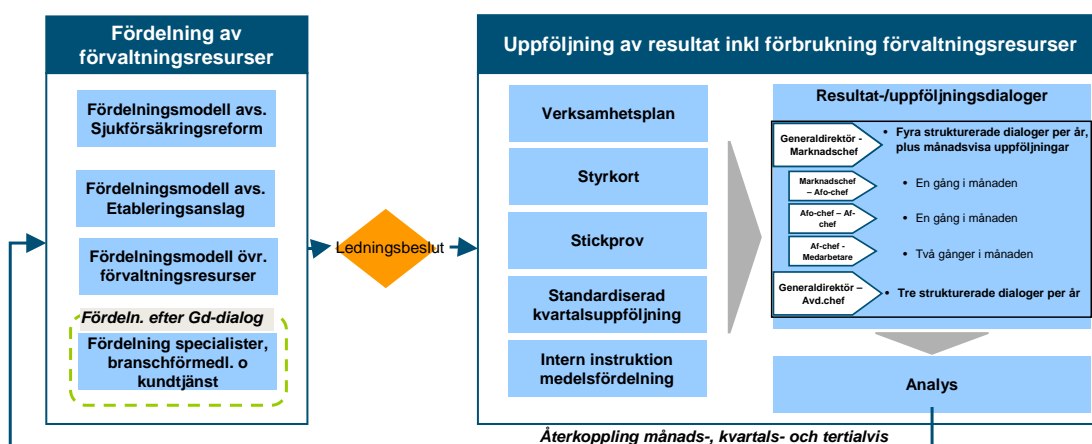 Fördelning av
förvaltningsresurser
Fördelningsmodell avs.
Sjukförsäkringsreform
Fördelningsmodell avs.
Etableringsanslag
Fördelningsmodell övr.
förvaltningsresurser
Fördeln. efter Gd-dialog
Fördelning specialister,
branschförmedl. o
kundtjänst
Ledningsbeslut
Uppföljning av resultat inkl förbrukning förvaltningsresurser
Verksamhetsplan
Styrkort
Stickprov
Standardiserad
kvartalsuppföljning
Intern instruktion
medelsfördelning
Resultat-/uppföljningsdialoger
Generaldirektör -
Marknadschef
• Fyra strukturerade dialoger per år,
plus månadsvisa uppföljningar
Marknadschef
– Afo-chef
• En gång i månaden
Afo-chef – Af-
chef
• En gång i månaden
Af-chef -
Medarbetare
• Två gånger i månaden
Generaldirektör –
Avd.chef
• Tre strukturerade dialoger per år
Analys
Återkoppling månads-, kvartals- och tertialvis